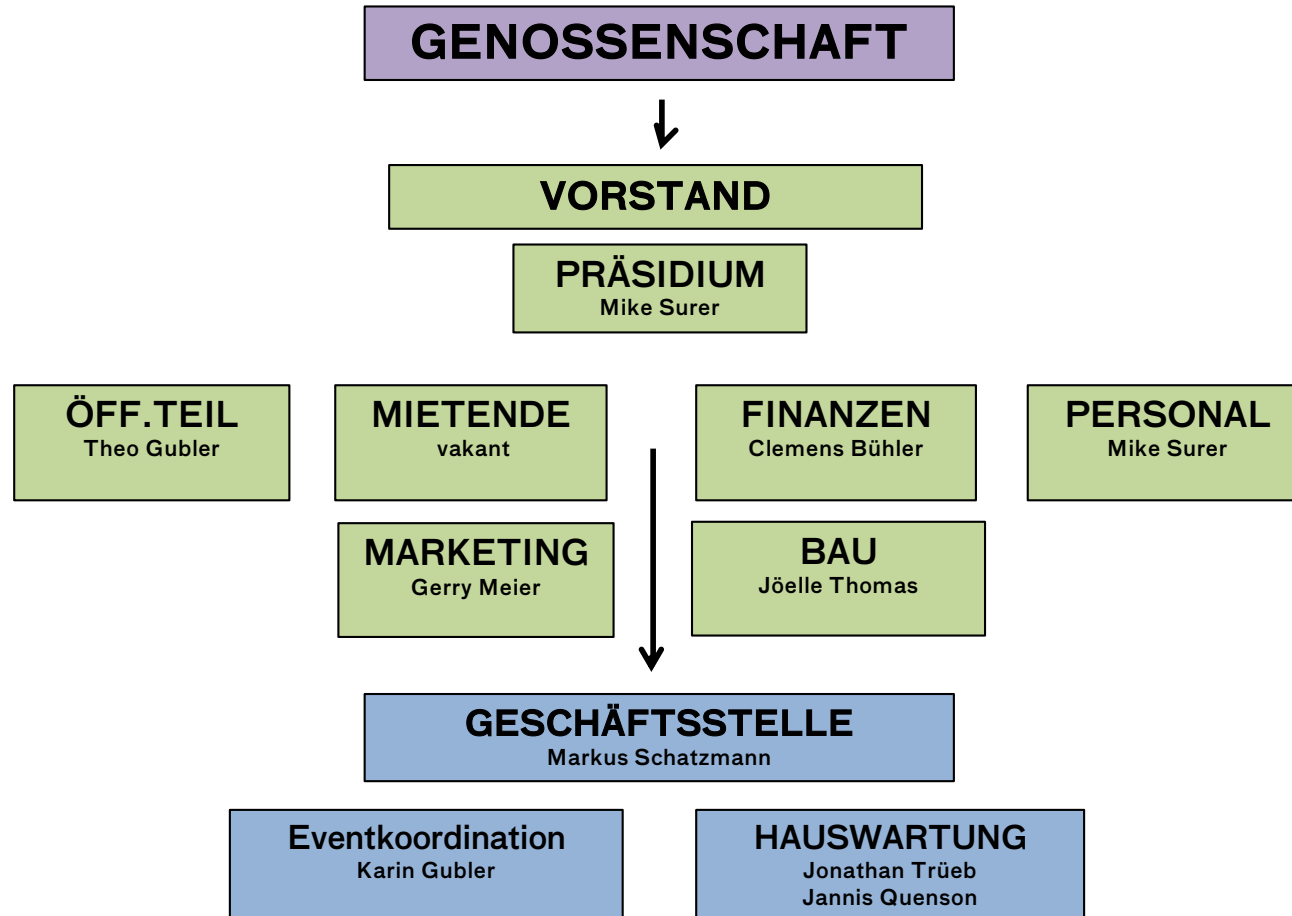 GENOSSENSCHAFT
VORSTAND
PRÄSIDIUM
Mike Surer
ÖFF.TEIL
Theo Gubler
MIETENDE
vakant
FINANZEN
Clemens Bühler
PERSONAL
Mike Surer
MARKETING
Gerry Meier
BAU
Jöelle Thomas
GESCHÄFTSSTELLE
Markus Schatzmann
Eventkoordination
Karin Gubler
HAUSWARTUNG
Jonathan Trüeb
Jannis Quenson